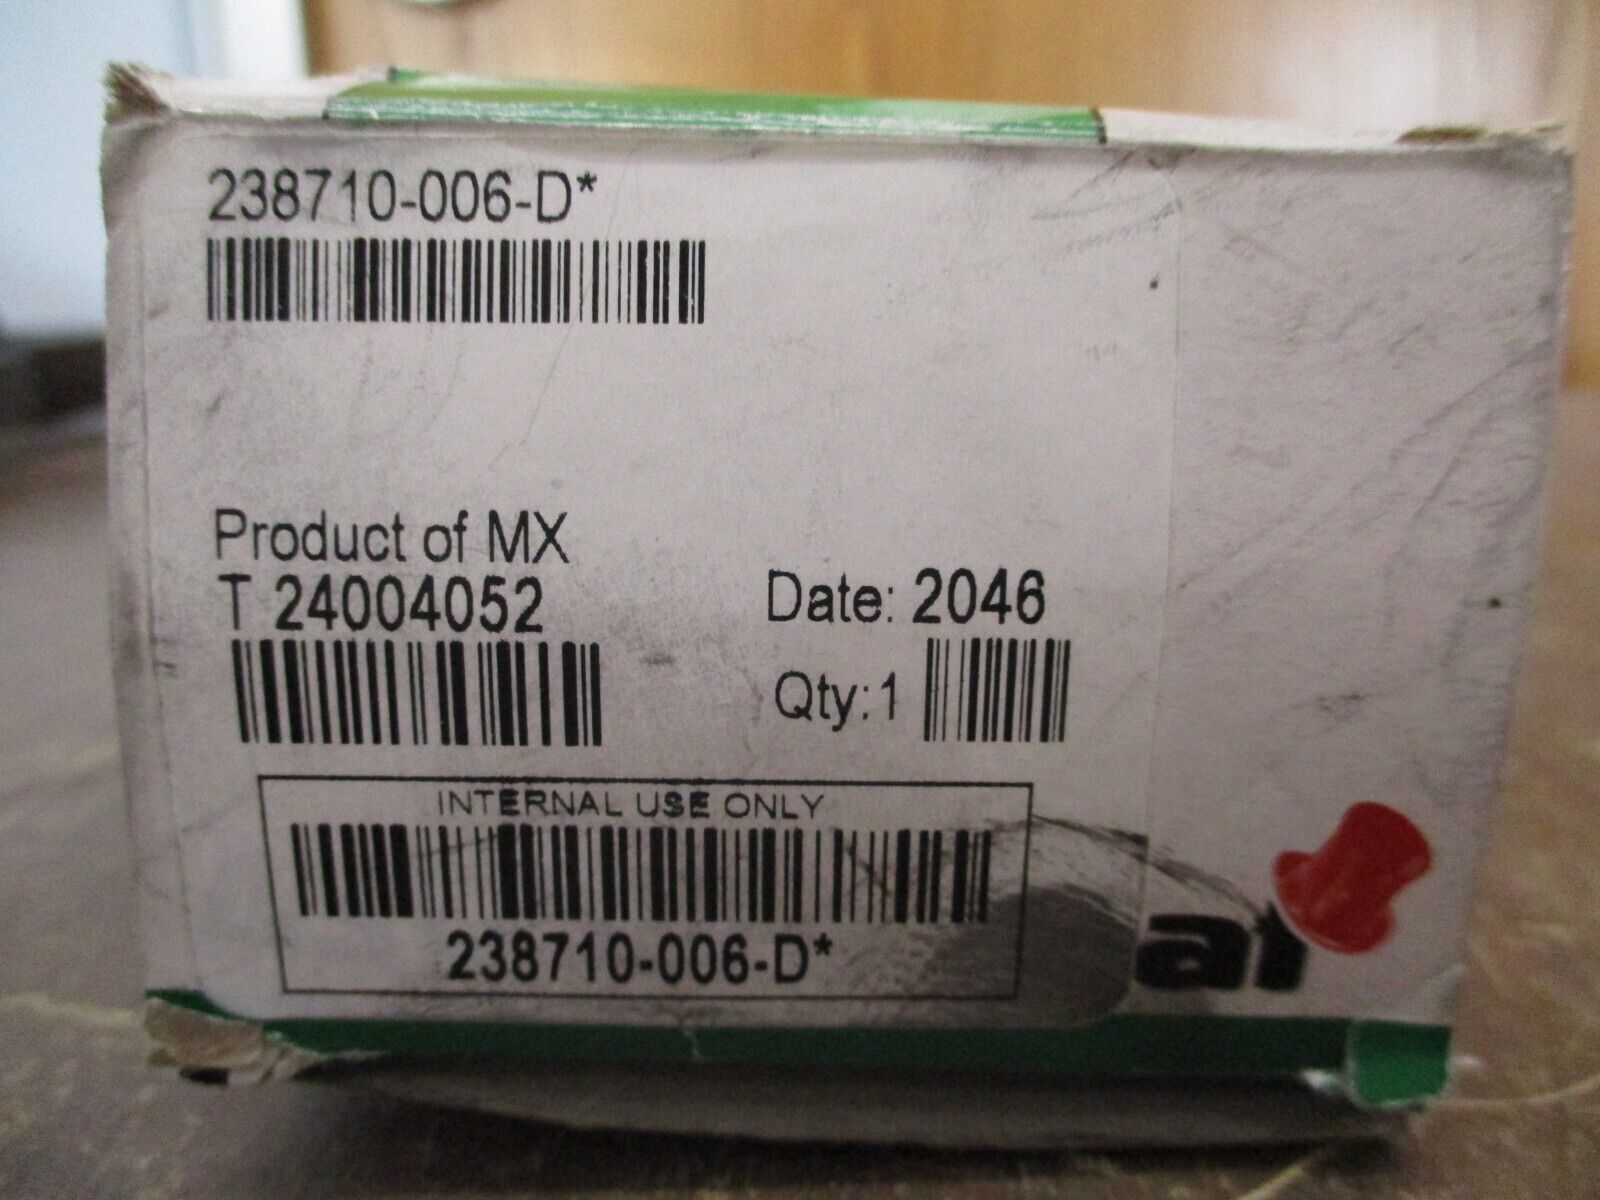 238710-006-D*
Product of MX
T 24004052
Date: 2046
Qty: 1
INTERNAL USE ONLY
238710-006-D*